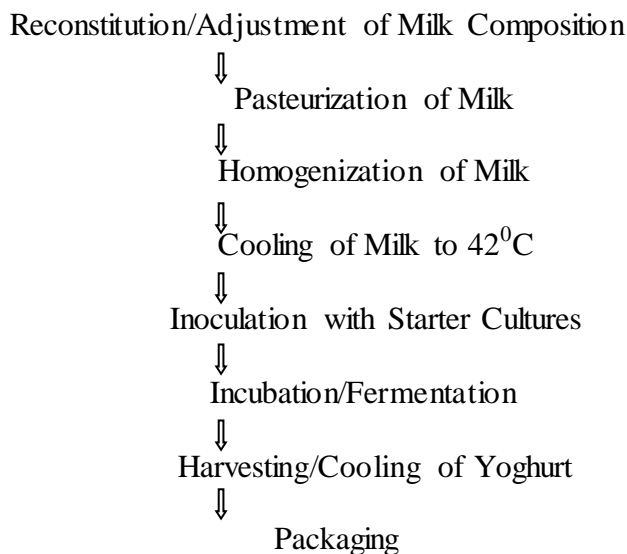 Reconstitution/Adjustment of Milk Composition
⇓
Pasteurization of Milk
⇓
Homogenization of Milk
⇓
Cooling of Milk to 42⁰C
⇓
Inoculation with Starter Cultures
⇓
Incubation/Fermentation
⇓
Harvesting/Cooling of Yoghurt
⇓
Packaging